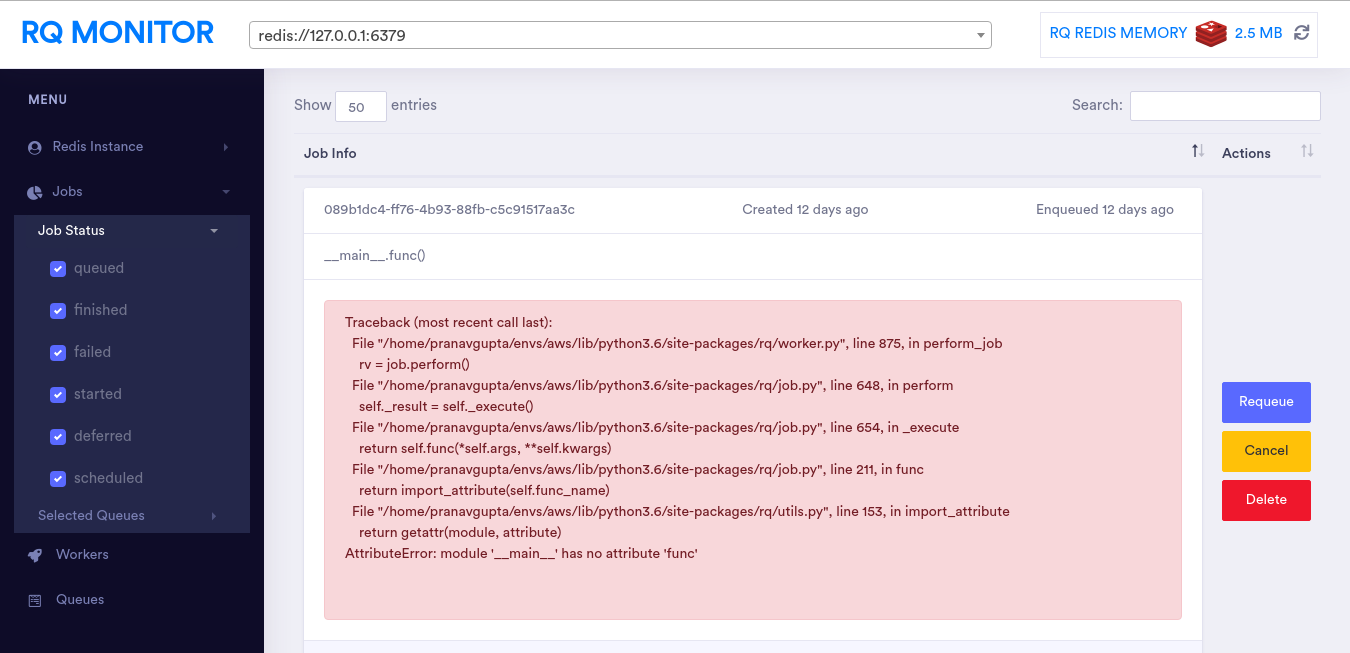 RQ MONITOR
redis://127.0.0.1:6379
RQ REDIS MEMORY 2.5 MB
MENU
Redis Instance
Jobs
Job Status
queued
finished
failed
started
deferred
scheduled
Selected Queues
Workers
Queues
Show 50 entries
Search:
Job Info
Actions
089b1dc4-ff76-4b93-88fb-c5c91517aa3c Created 12 days ago Enqueued 12 days ago
__main__.func()
Traceback (most recent call last):
File "/home/pranavgupta/envs/aws/lib/python3.6/site-packages/rq/worker.py", line 875, in perform_job
rv = job.perform()
File "/home/pranavgupta/envs/aws/lib/python3.6/site-packages/rq/job.py", line 648, in perform
self._result = self._execute()
File "/home/pranavgupta/envs/aws/lib/python3.6/site-packages/rq/job.py", line 654, in _execute
return self.func(*self.args, **self.kwargs)
File "/home/pranavgupta/envs/aws/lib/python3.6/site-packages/rq/job.py", line 211, in func
return import_attribute(self.func_name)
File "/home/pranavgupta/envs/aws/lib/python3.6/site-packages/rq/utils.py", line 153, in import_attribute
return getattr(module, attribute)
AttributeError: module '__main__' has no attribute 'func'
Requeue
Cancel
Delete